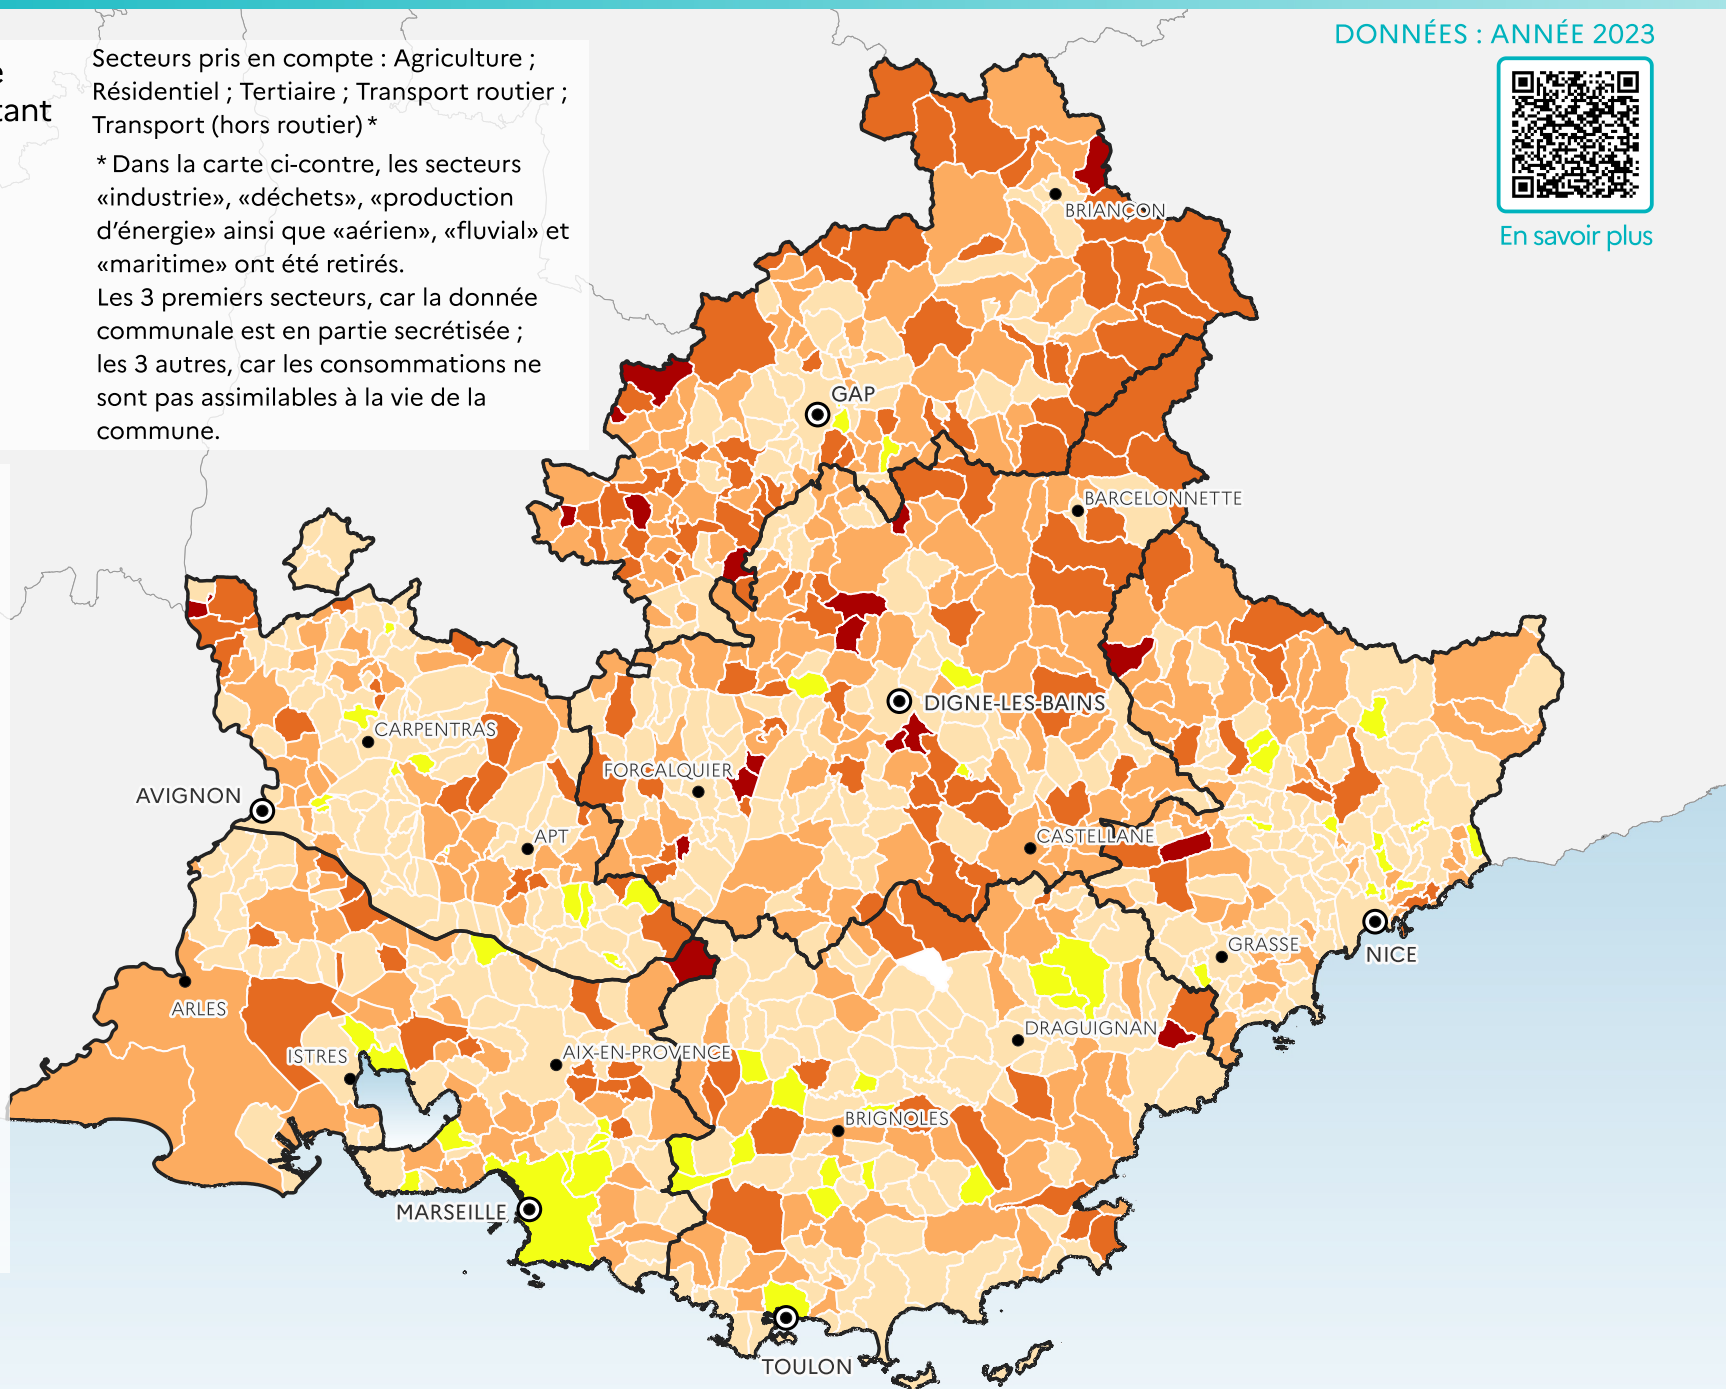 DONNÉES : ANNÉE 2023
En savoir plus
tant
Secteurs pris en compte : Agriculture ;
Résidentiel ; Tertiaire ; Transport routier ;
Transport (hors routier) *
* Dans la carte ci-contre, les secteurs
«industrie», «déchets», «production
d’énergie» ainsi que «aérien», «fluvial» et
«maritime» ont été retirés.
Les 3 premiers secteurs, car la donnée
communale est en partie secrétisée ;
les 3 autres, car les consommations ne
sont pas assimilables à la vie de la
commune.
BRIANÇON
GAP
BARCELONNETTE
DIGNE-LES-BAINS
CARPENTRAS
FORCALQUIER
AVIGNON
APT
CASTELLANE
NICE
GRASSE
ARLES
DRAGUIGNAN
ISTRES
AIX-EN-PROVENCE
BRIGNOLES
MARSEILLE
TOULON